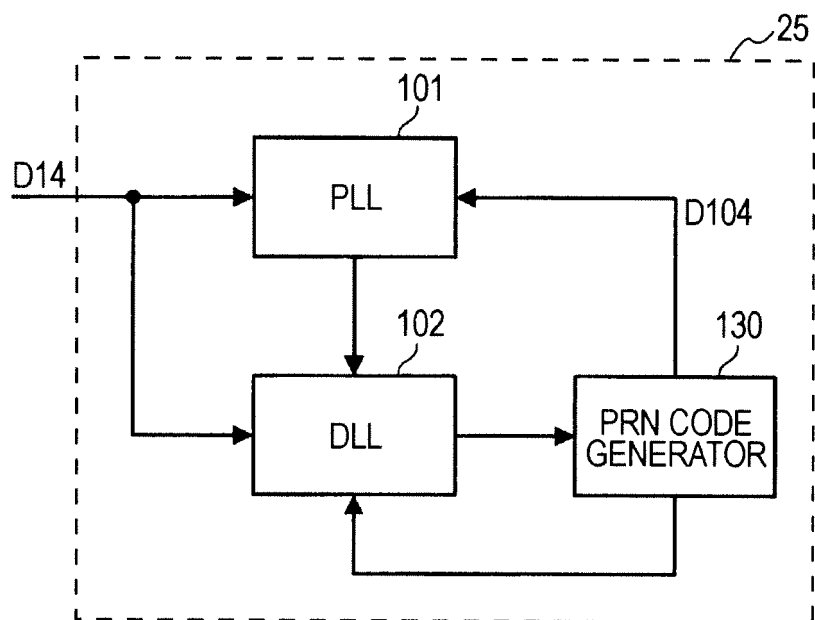 25
101
D14
PLL
D104
102
130
DLL
PRN CODE
GENERATOR